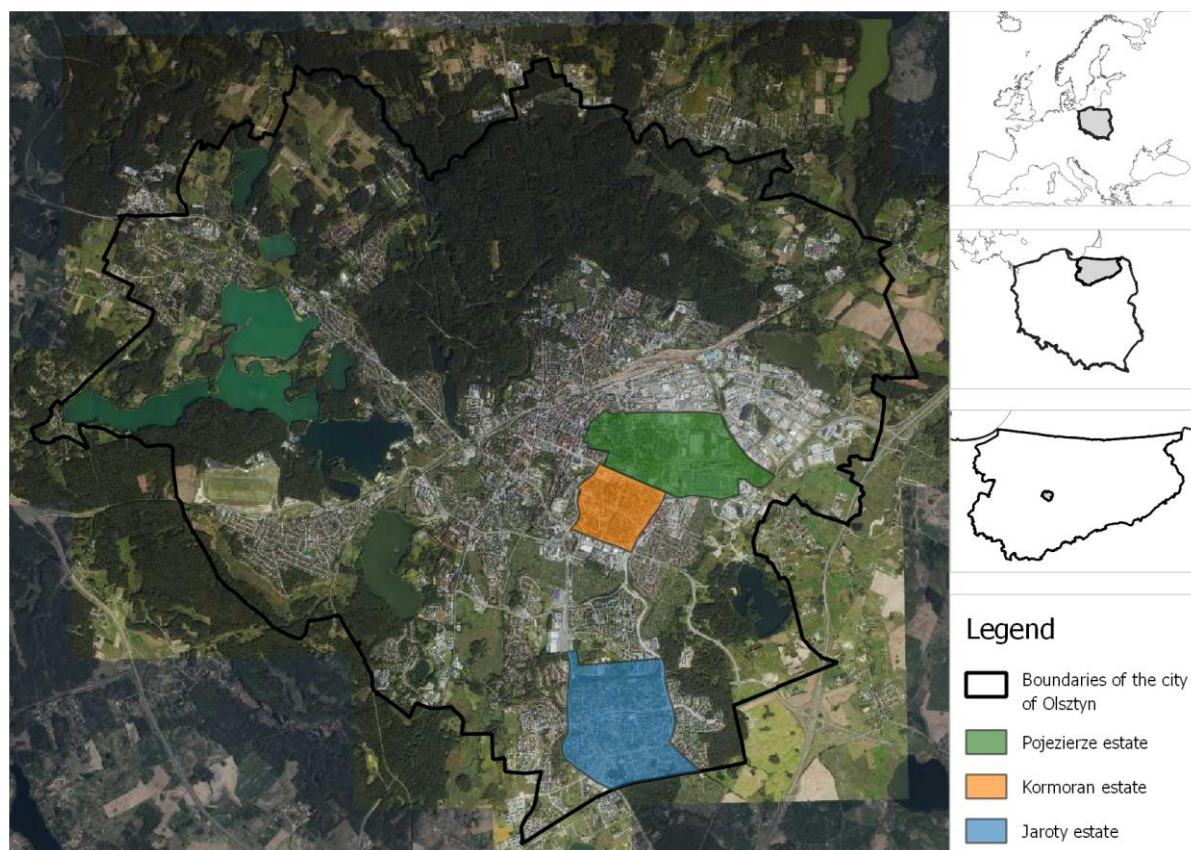 Legend
Boundaries of the city
of Olsztyn
Pojezierze estate
Kormoran estate
Jaroty estate